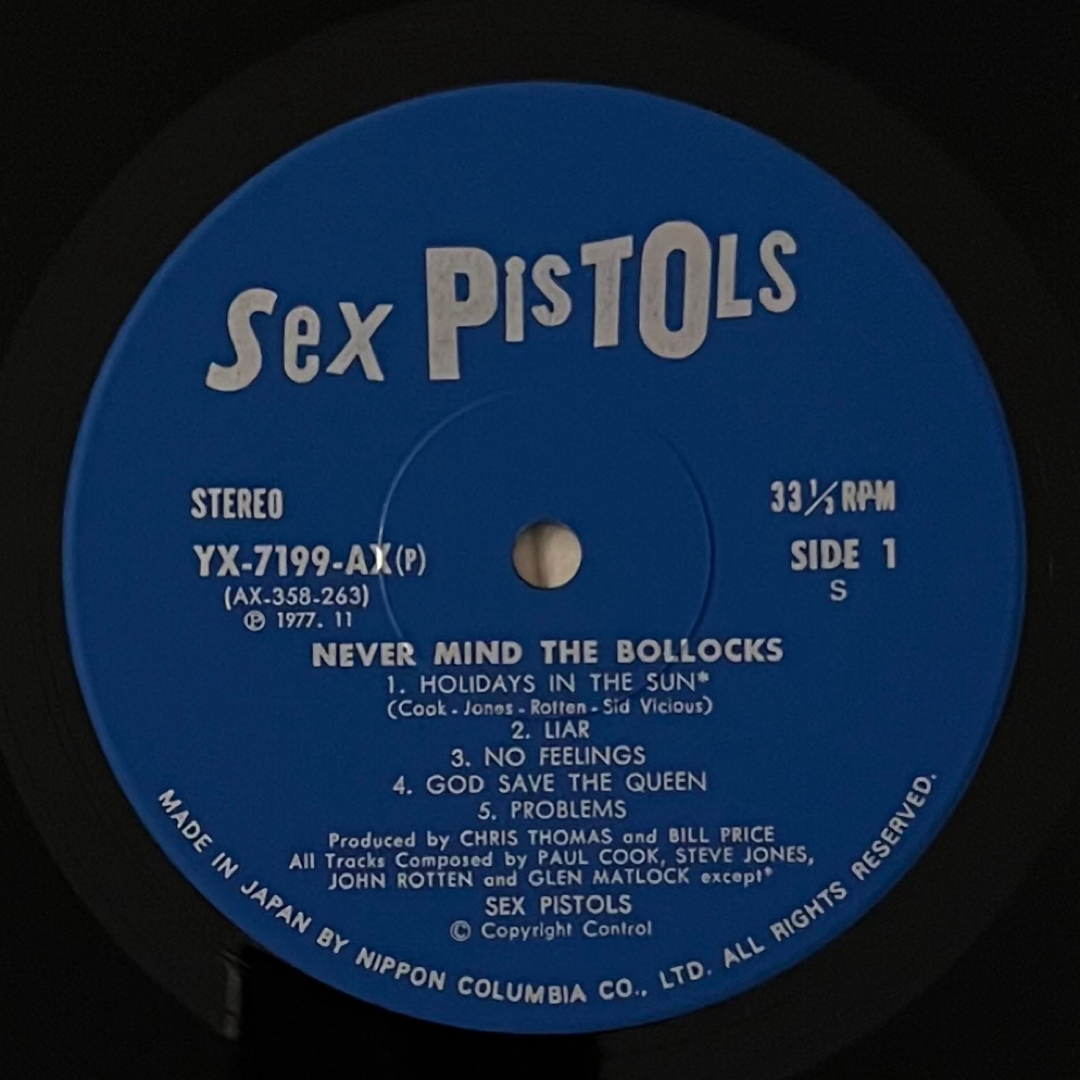 Sex PiSTOLS
STEREO
33 1/3 RPM
YX-7199-AX(P)
SIDE 1
(AX-358-263)
S
Ⓟ 1977. 11
NEVER MIND THE BOLLOCKS
1. HOLIDAYS IN THE SUN*
(Cook - Jones - Rotten - Sid Vicious)
2. LIAR
3. NO FEELINGS
4. GOD SAVE THE QUEEN
5. PROBLEMS
Produced by CHRIS THOMAS and BILL PRICE
All Tracks Composed by PAUL COOK, STEVE JONES,
JOHN ROTTEN and GLEN MATLOCK except*
SEX PISTOLS
© Copyright Control
MADE IN JAPAN BY NIPPON COLUMBIA CO., LTD. ALL RIGHTS RESERVED.